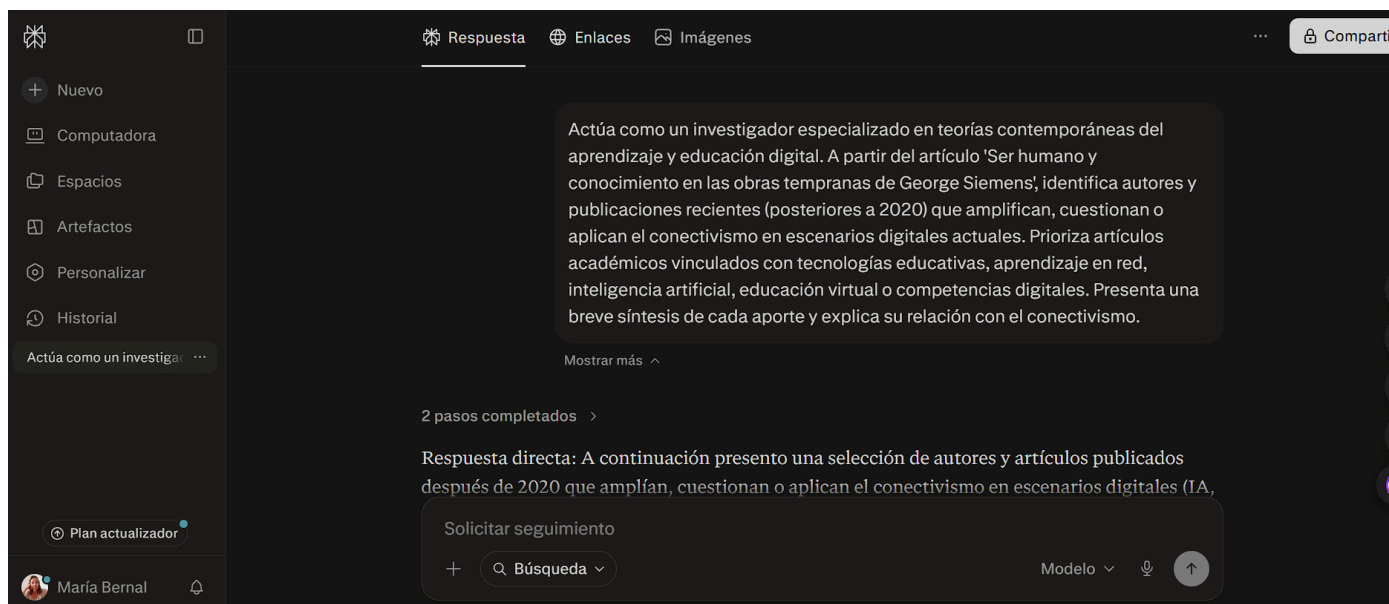 Respuesta
Enlaces
Imágenes
Comparti
Nuevo
Computadora
Espacios
Artefactos
Personalizar
Historial
Actúa como un investigac
Actúa como un investigador especializado en teorías contemporáneas del
aprendizaje y educación digital. A partir del artículo 'Ser humano y
conocimiento en las obras tempranas de George Siemens', identifica autores y
publicaciones recientes (posteriores a 2020) que amplifican, cuestionan o
aplican el conectivismo en escenarios digitales actuales. Prioriza artículos
académicos vinculados con tecnologías educativas, aprendizaje en red,
inteligencia artificial, educación virtual o competencias digitales. Presenta una
breve síntesis de cada aporte y explica su relación con el conectivismo.
Mostrar más
2 pasos completados
Respuesta directa: A continuación presento una selección de autores y artículos publicados
después de 2020 que amplían, cuestionan o aplican el conectivismo en escenarios digitales (IA,
Solicitar seguimiento
Búsqueda
Modelo
Plan actualizador
María Bernal